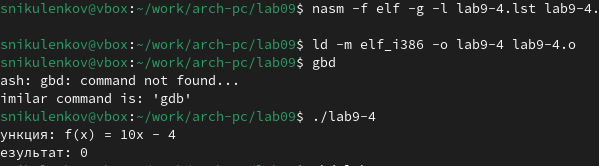 snikulenkov@vbox:~/work/arch-pc/lab09$ nasm -f elf -g -l lab9-4.lst lab9-4.
snikulenkov@vbox:~/work/arch-pc/lab09$ ld -m elf_i386 -o lab9-4 lab9-4.o
snikulenkov@vbox:~/work/arch-pc/lab09$ gbd
ash: gbd: command not found...
imilar command is: 'gdb'
snikulenkov@vbox:~/work/arch-pc/lab09$ ./lab9-4
ункция: f(x) = 10x - 4
езультат: 0